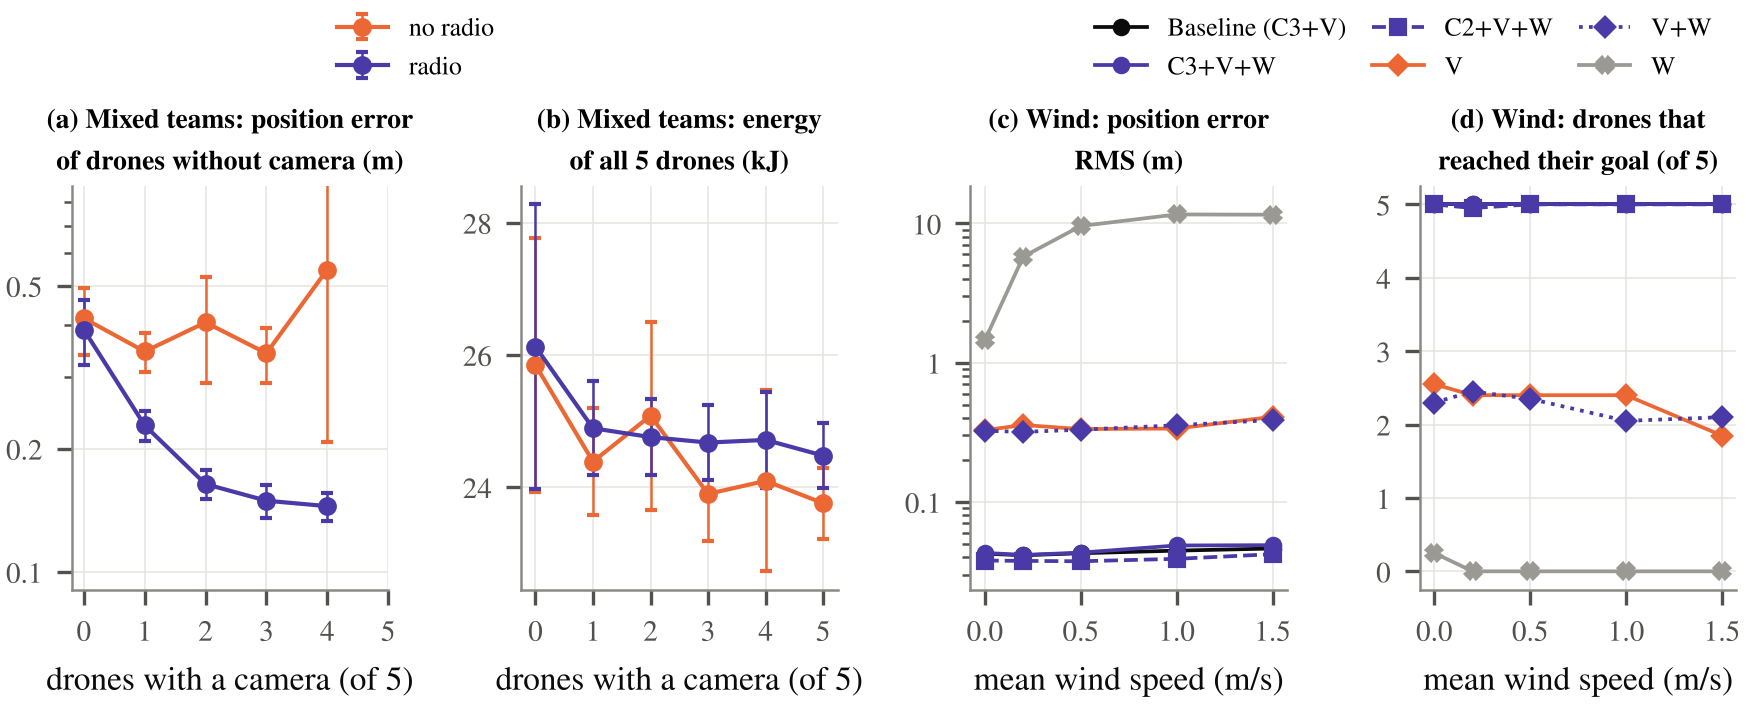 no radio
radio
Baseline (C3+V)
C2+V+W
V+W
C3+V+W
V
W
(a) Mixed teams: position error
of drones without camera (m)
(b) Mixed teams: energy
of all 5 drones (kJ)
(c) Wind: position error
RMS (m)
(d) Wind: drones that
reached their goal (of 5)
0.5
0.2
0.1
0 1 2 3 4 5
drones with a camera (of 5)
28
26
24
0 1 2 3 4 5
drones with a camera (of 5)
10
1
0.1
0.0 0.5 1.0 1.5
mean wind speed (m/s)
5
4
3
2
1
0
0.0 0.5 1.0 1.5
mean wind speed (m/s)